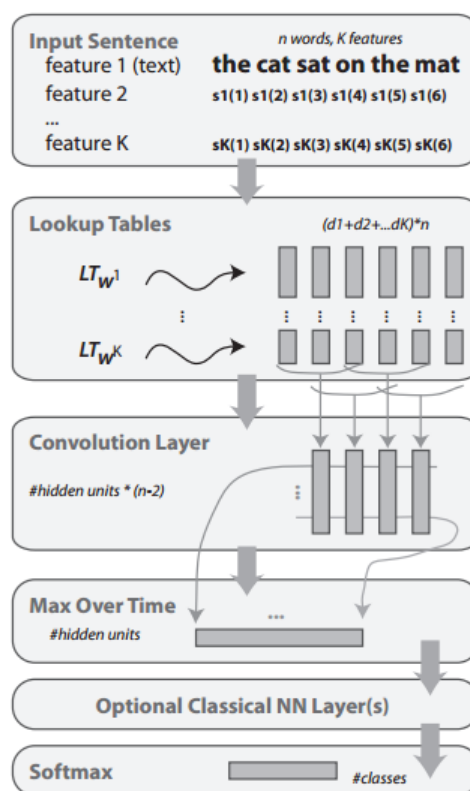 Input Sentence
n words, K features
feature 1 (text) the cat sat on the mat
feature 2 s1(1) s1(2) s1(3) s1(4) s1(5) s1(6)
...
feature K sK(1) sK(2) sK(3) sK(4) sK(5) sK(6)
Lookup Tables
(d1+d2+...dK)*n
LTW1
...
LTWK
Convolution Layer
#hidden units * (n-2)
Max Over Time
...
#hidden units
Optional Classical NN Layer(s)
Softmax
#classes